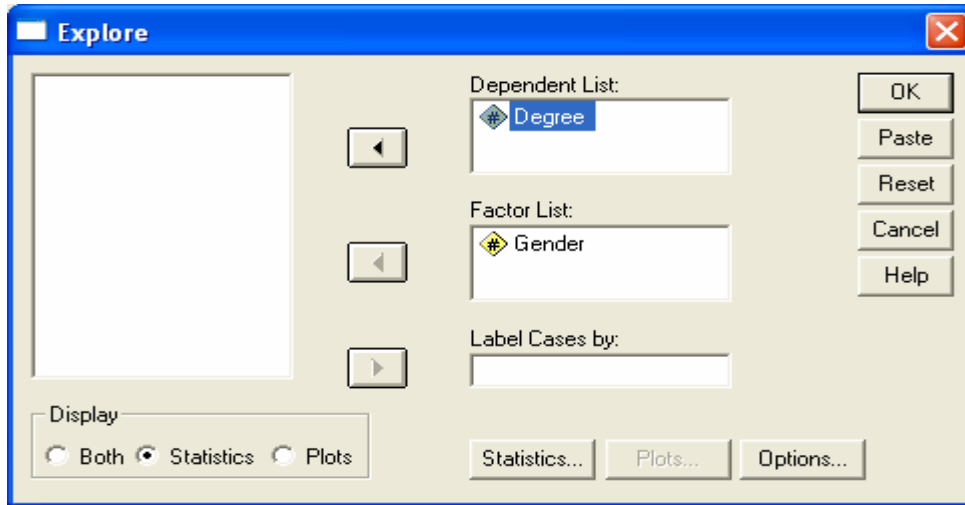 Explore
Dependent List:
# Degree
Factor List:
# Gender
Label Cases by:
OK
Paste
Reset
Cancel
Help
Display
Both Statistics Plots
Statistics... Plots... Options...